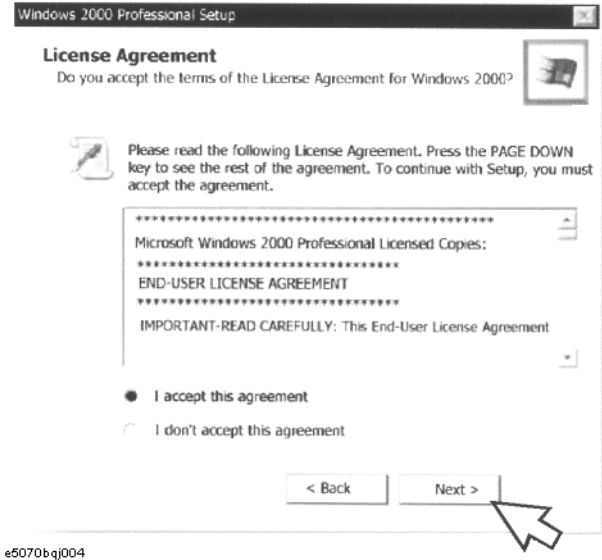 Windows 2000 Professional Setup
License Agreement
Do you accept the terms of the License Agreement for Windows 2000?
Please read the following License Agreement. Press the PAGE DOWN
key to see the rest of the agreement. To continue with Setup, you must
accept the agreement.
*********************************************
Microsoft Windows 2000 Professional Licensed Copies:
*********************************
END-USER LICENSE AGREEMENT
*********************************
IMPORTANT-READ CAREFULLY: This End-User License Agreement
I accept this agreement
I don't accept this agreement
< Back
Next >
e5070bqj004